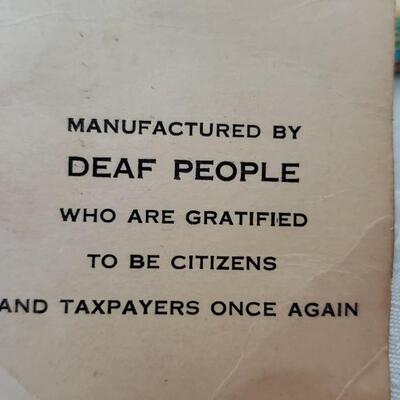 MANUFACTURED BY
DEAF PEOPLE
WHO ARE GRATIFIED
TO BE CITIZENS
AND TAXPAYERS ONCE AGAIN